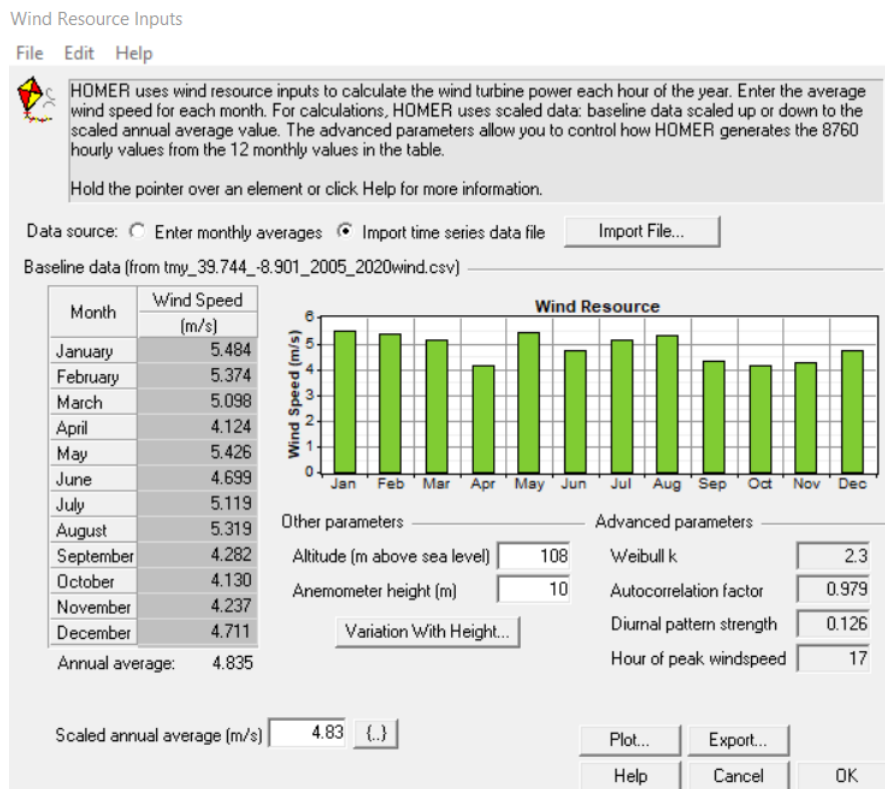 Wind Resource Inputs
File Edit Help
HOMER uses wind resource inputs to calculate the wind turbine power each hour of the year. Enter the average
wind speed for each month. For calculations, HOMER uses scaled data: baseline data scaled up or down to the
scaled annual average value. The advanced parameters allow you to control how HOMER generates the 8760
hourly values from the 12 monthly values in the table.
Hold the pointer over an element or click Help for more information.
Data source: Enter monthly averages Import time series data file Import File...
Baseline data (from tmy_39.744_-8.901_2005_2020wind.csv)
Month Wind Speed
(m/s)
January 5.484
February 5.374
March 5.098
April 4.124
May 5.426
June 4.699
July 5.119
August 5.319
September 4.282
October 4.130
November 4.237
December 4.711
Annual average: 4.835
Wind Resource
Wind Speed (m/s)
6
5
4
3
2
1
0
Jan Feb Mar Apr May Jun Jul Aug Sep Oct Nov Dec
Other parameters
Altitude (m above sea level) 108
Anemometer height (m) 10
Variation With Height...
Advanced parameters
Weibull k 2.3
Autocorrelation factor 0.979
Diurnal pattern strength 0.126
Hour of peak windspeed 17
Scaled annual average (m/s) 4.83 {..}
Plot... Export...
Help Cancel OK